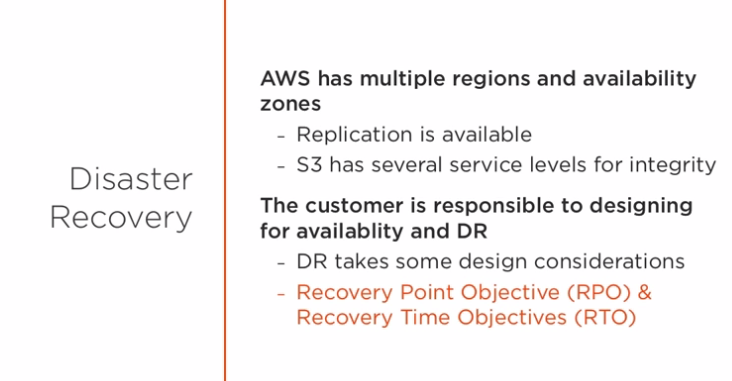 Disaster
Recovery
AWS has multiple regions and availability
zones
- Replication is available
- S3 has several service levels for integrity
The customer is responsible to designing
for availablity and DR
- DR takes some design considerations
- Recovery Point Objective (RPO) &
Recovery Time Objectives (RTO)